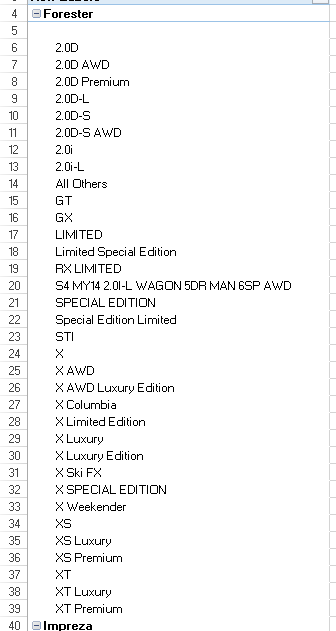 4 Forester
5
6 2.0D
7 2.0D AWD
8 2.0D Premium
9 2.0D-L
10 2.0D-S
11 2.0D-S AWD
12 2.0i
13 2.0i-L
14 All Others
15 GT
16 GX
17 LIMITED
18 Limited Special Edition
19 RX LIMITED
20 S4 MY14 2.0I-L WAGON 5DR MAN 6SP AWD
21 SPECIAL EDITION
22 Special Edition Limited
23 STI
24 X
25 X AWD
26 X AWD Luxury Edition
27 X Columbia
28 X Limited Edition
29 X Luxury
30 X Luxury Edition
31 X Ski FX
32 X SPECIAL EDITION
33 X Weekender
34 XS
35 XS Luxury
36 XS Premium
37 XT
38 XT Luxury
39 XT Premium
40 Impreza